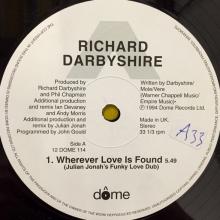 RICHARD
DARBYSHIRE
Produced by
Richard Darbyshire
and Phil Chapman
Additional production
and remix Ian Devaney
and Andy Morris
Additional production
and remix by Julian Jonah
Programmed by John Gould
Written by Darbyshire/
Mole/Vere
(Warner Chappell Music/
Empire Music)
℗1994 Dome Records Ltd.
Side A
12 DOME 114
Made in UK.
Stereo
33 1/3 rpm
A33
1. Wherever Love Is Found 5.49
(Julian Jonah's Funky Love Dub)
dôme